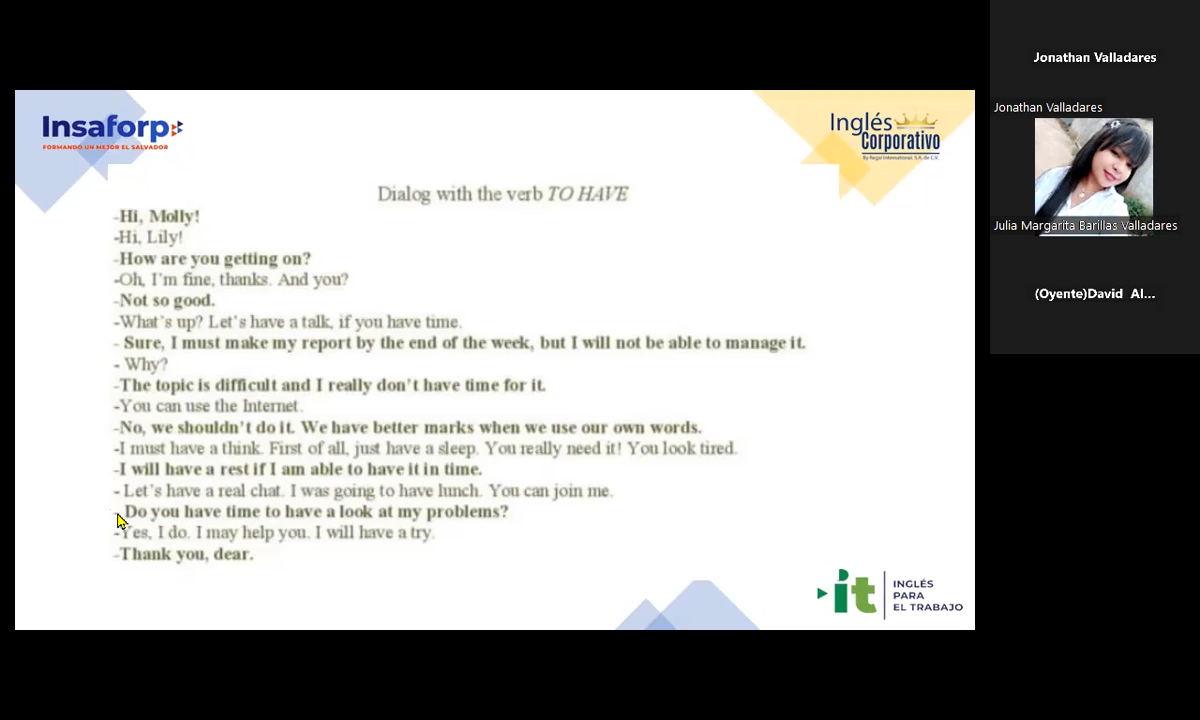 Insaforp
FORMANDO UN MEJOR EL SALVADOR
Inglés
Corporativo
By Regal International, S.A. de C.V.
Dialog with the verb TO HAVE
-Hi, Molly!
-Hi, Lily!
-How are you getting on?
-Oh, I'm fine, thanks. And you?
-Not so good.
-What's up? Let's have a talk, if you have time.
- Sure, I must make my report by the end of the week, but I will not be able to manage it.
- Why?
-The topic is difficult and I really don't have time for it.
-You can use the Internet.
-No, we shouldn't do it. We have better marks when we use our own words.
-I must have a think. First of all, just have a sleep. You really need it! You look tired.
-I will have a rest if I am able to have it in time.
- Let's have a real chat. I was going to have lunch. You can join me.
- Do you have time to have a look at my problems?
-Yes, I do. I may help you. I will have a try.
-Thank you, dear.
it
INGLÉS
PARA
EL TRABAJO
Jonathan Valladares
Jonathan Valladares
Julia Margarita Barillas Valladares
(Oyente)David Al...